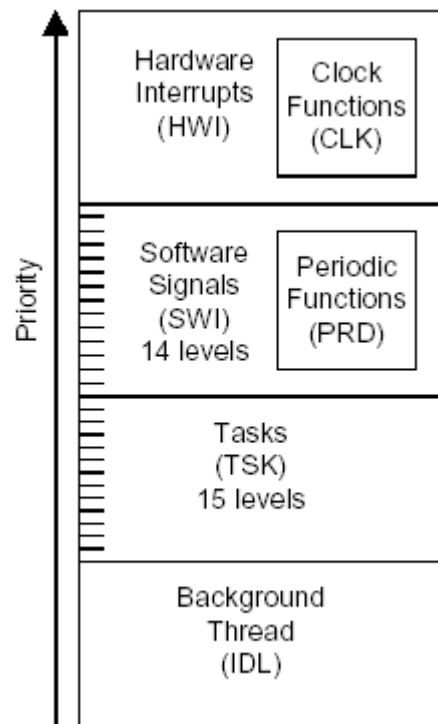 Priority
Hardware
Interrupts
(HWI)
Clock
Functions
(CLK)
Software
Signals
(SWI)
14 levels
Periodic
Functions
(PRD)
Tasks
(TSK)
15 levels
Background
Thread
(IDL)